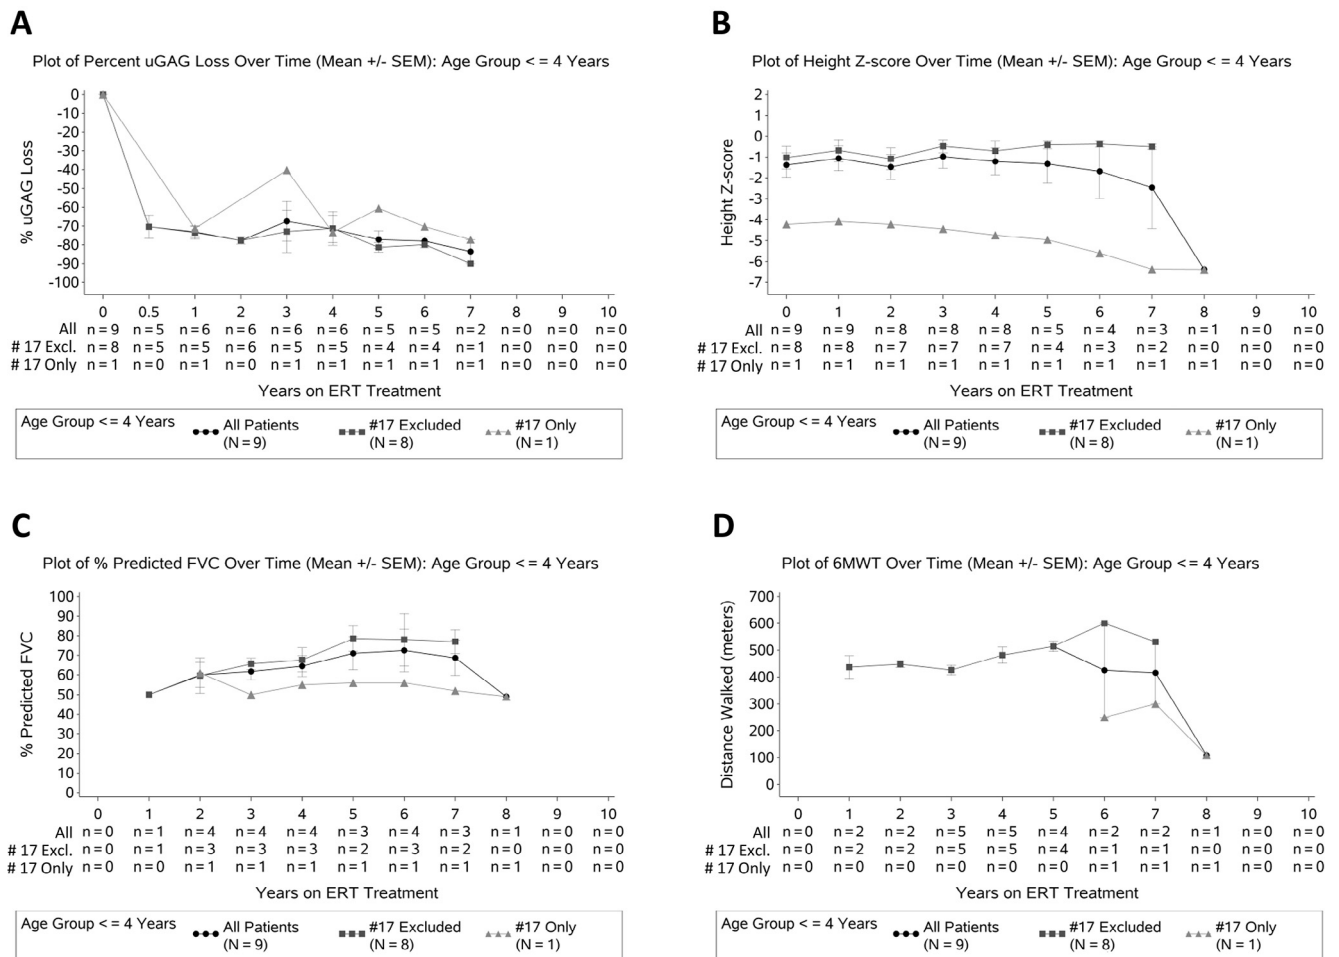 A
Plot of Percent uGAG Loss Over Time (Mean +/- SEM): Age Group <= 4 Years
% uGAG Loss
0
-10
-20
-30
-40
-50
-60
-70
-80
-90
-100
0 0.5 1 2 3 4 5 6 7 8 9 10
All n=9 n=5 n=6 n=6 n=6 n=6 n=5 n=5 n=2 n=0 n=0 n=0
# 17 Excl. n=8 n=5 n=5 n=6 n=5 n=5 n=4 n=4 n=1 n=0 n=0 n=0
# 17 Only n=1 n=0 n=1 n=0 n=1 n=1 n=1 n=1 n=1 n=0 n=0 n=0
Years on ERT Treatment
Age Group <= 4 Years All Patients (N=9) #17 Excluded (N=8) #17 Only (N=1)
B
Plot of Height Z-score Over Time (Mean +/- SEM): Age Group <= 4 Years
Height Z-score
2
1
0
-1
-2
-3
-4
-5
-6
-7
0 1 2 3 4 5 6 7 8 9 10
All n=9 n=9 n=8 n=8 n=8 n=5 n=4 n=3 n=1 n=0 n=0
# 17 Excl. n=8 n=8 n=7 n=7 n=7 n=4 n=3 n=2 n=0 n=0 n=0
# 17 Only n=1 n=1 n=1 n=1 n=1 n=1 n=1 n=1 n=1 n=0 n=0
Years on ERT Treatment
Age Group <= 4 Years All Patients (N=9) #17 Excluded (N=8) #17 Only (N=1)
C
Plot of % Predicted FVC Over Time (Mean +/- SEM): Age Group <= 4 Years
% Predicted FVC
100
90
80
70
60
50
40
30
20
10
0
0 1 2 3 4 5 6 7 8 9 10
All n=0 n=1 n=4 n=4 n=4 n=3 n=4 n=3 n=1 n=0 n=0
# 17 Excl. n=0 n=1 n=3 n=3 n=3 n=2 n=3 n=2 n=0 n=0 n=0
# 17 Only n=0 n=0 n=1 n=1 n=1 n=1 n=1 n=1 n=1 n=0 n=0
Years on ERT Treatment
Age Group <= 4 Years All Patients (N=9) #17 Excluded (N=8) #17 Only (N=1)
D
Plot of 6MWT Over Time (Mean +/- SEM): Age Group <= 4 Years
Distance Walked (meters)
700
600
500
400
300
200
100
0
0 1 2 3 4 5 6 7 8 9 10
All n=0 n=2 n=2 n=5 n=5 n=4 n=2 n=2 n=1 n=0 n=0
# 17 Excl. n=0 n=2 n=2 n=5 n=5 n=4 n=1 n=1 n=0 n=0 n=0
# 17 Only n=0 n=0 n=0 n=0 n=0 n=0 n=1 n=1 n=1 n=0 n=0
Years on ERT Treatment
Age Group <= 4 Years All Patients (N=9) #17 Excluded (N=8) #17 Only (N=1)